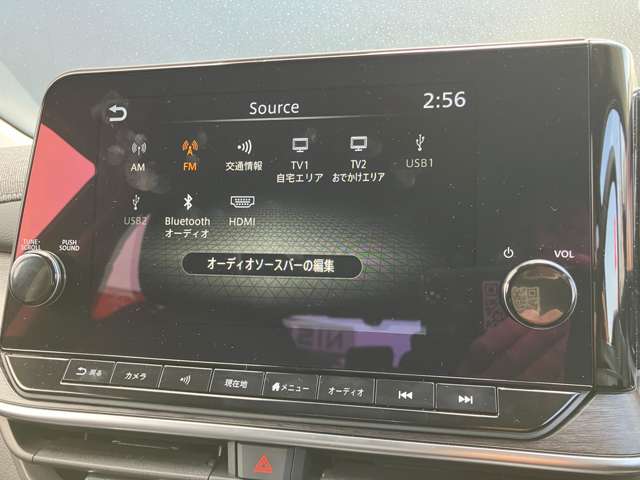 Source
2:56
AM
FM
交通情報
TV1
自宅エリア
TV2
おでかけエリア
USB1
USB2
Bluetooth
オーディオ
HDMI
オーディオソースバーの編集
TUNE·
SCROLL
PUSH
SOUND
VOL
戻る
カメラ
現在地
メニュー
オーディオ